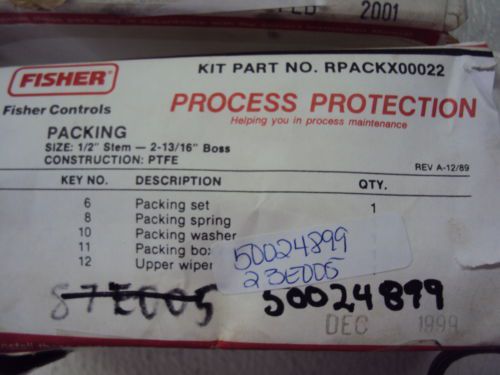 2001
KIT PART NO. RPACKX00022
FISHER
Fisher Controls
PROCESS PROTECTION
Helping you in process maintenance
PACKING
SIZE: 1/2" Stem — 2-13/16" Boss
CONSTRUCTION: PTFE
REV A-12/89
KEY NO. DESCRIPTION QTY.
6 Packing set 1
8 Packing spring
10 Packing washer
11 Packing
12 Upper wiper
50024899
23E005
87E005 50024899
DEC 1999